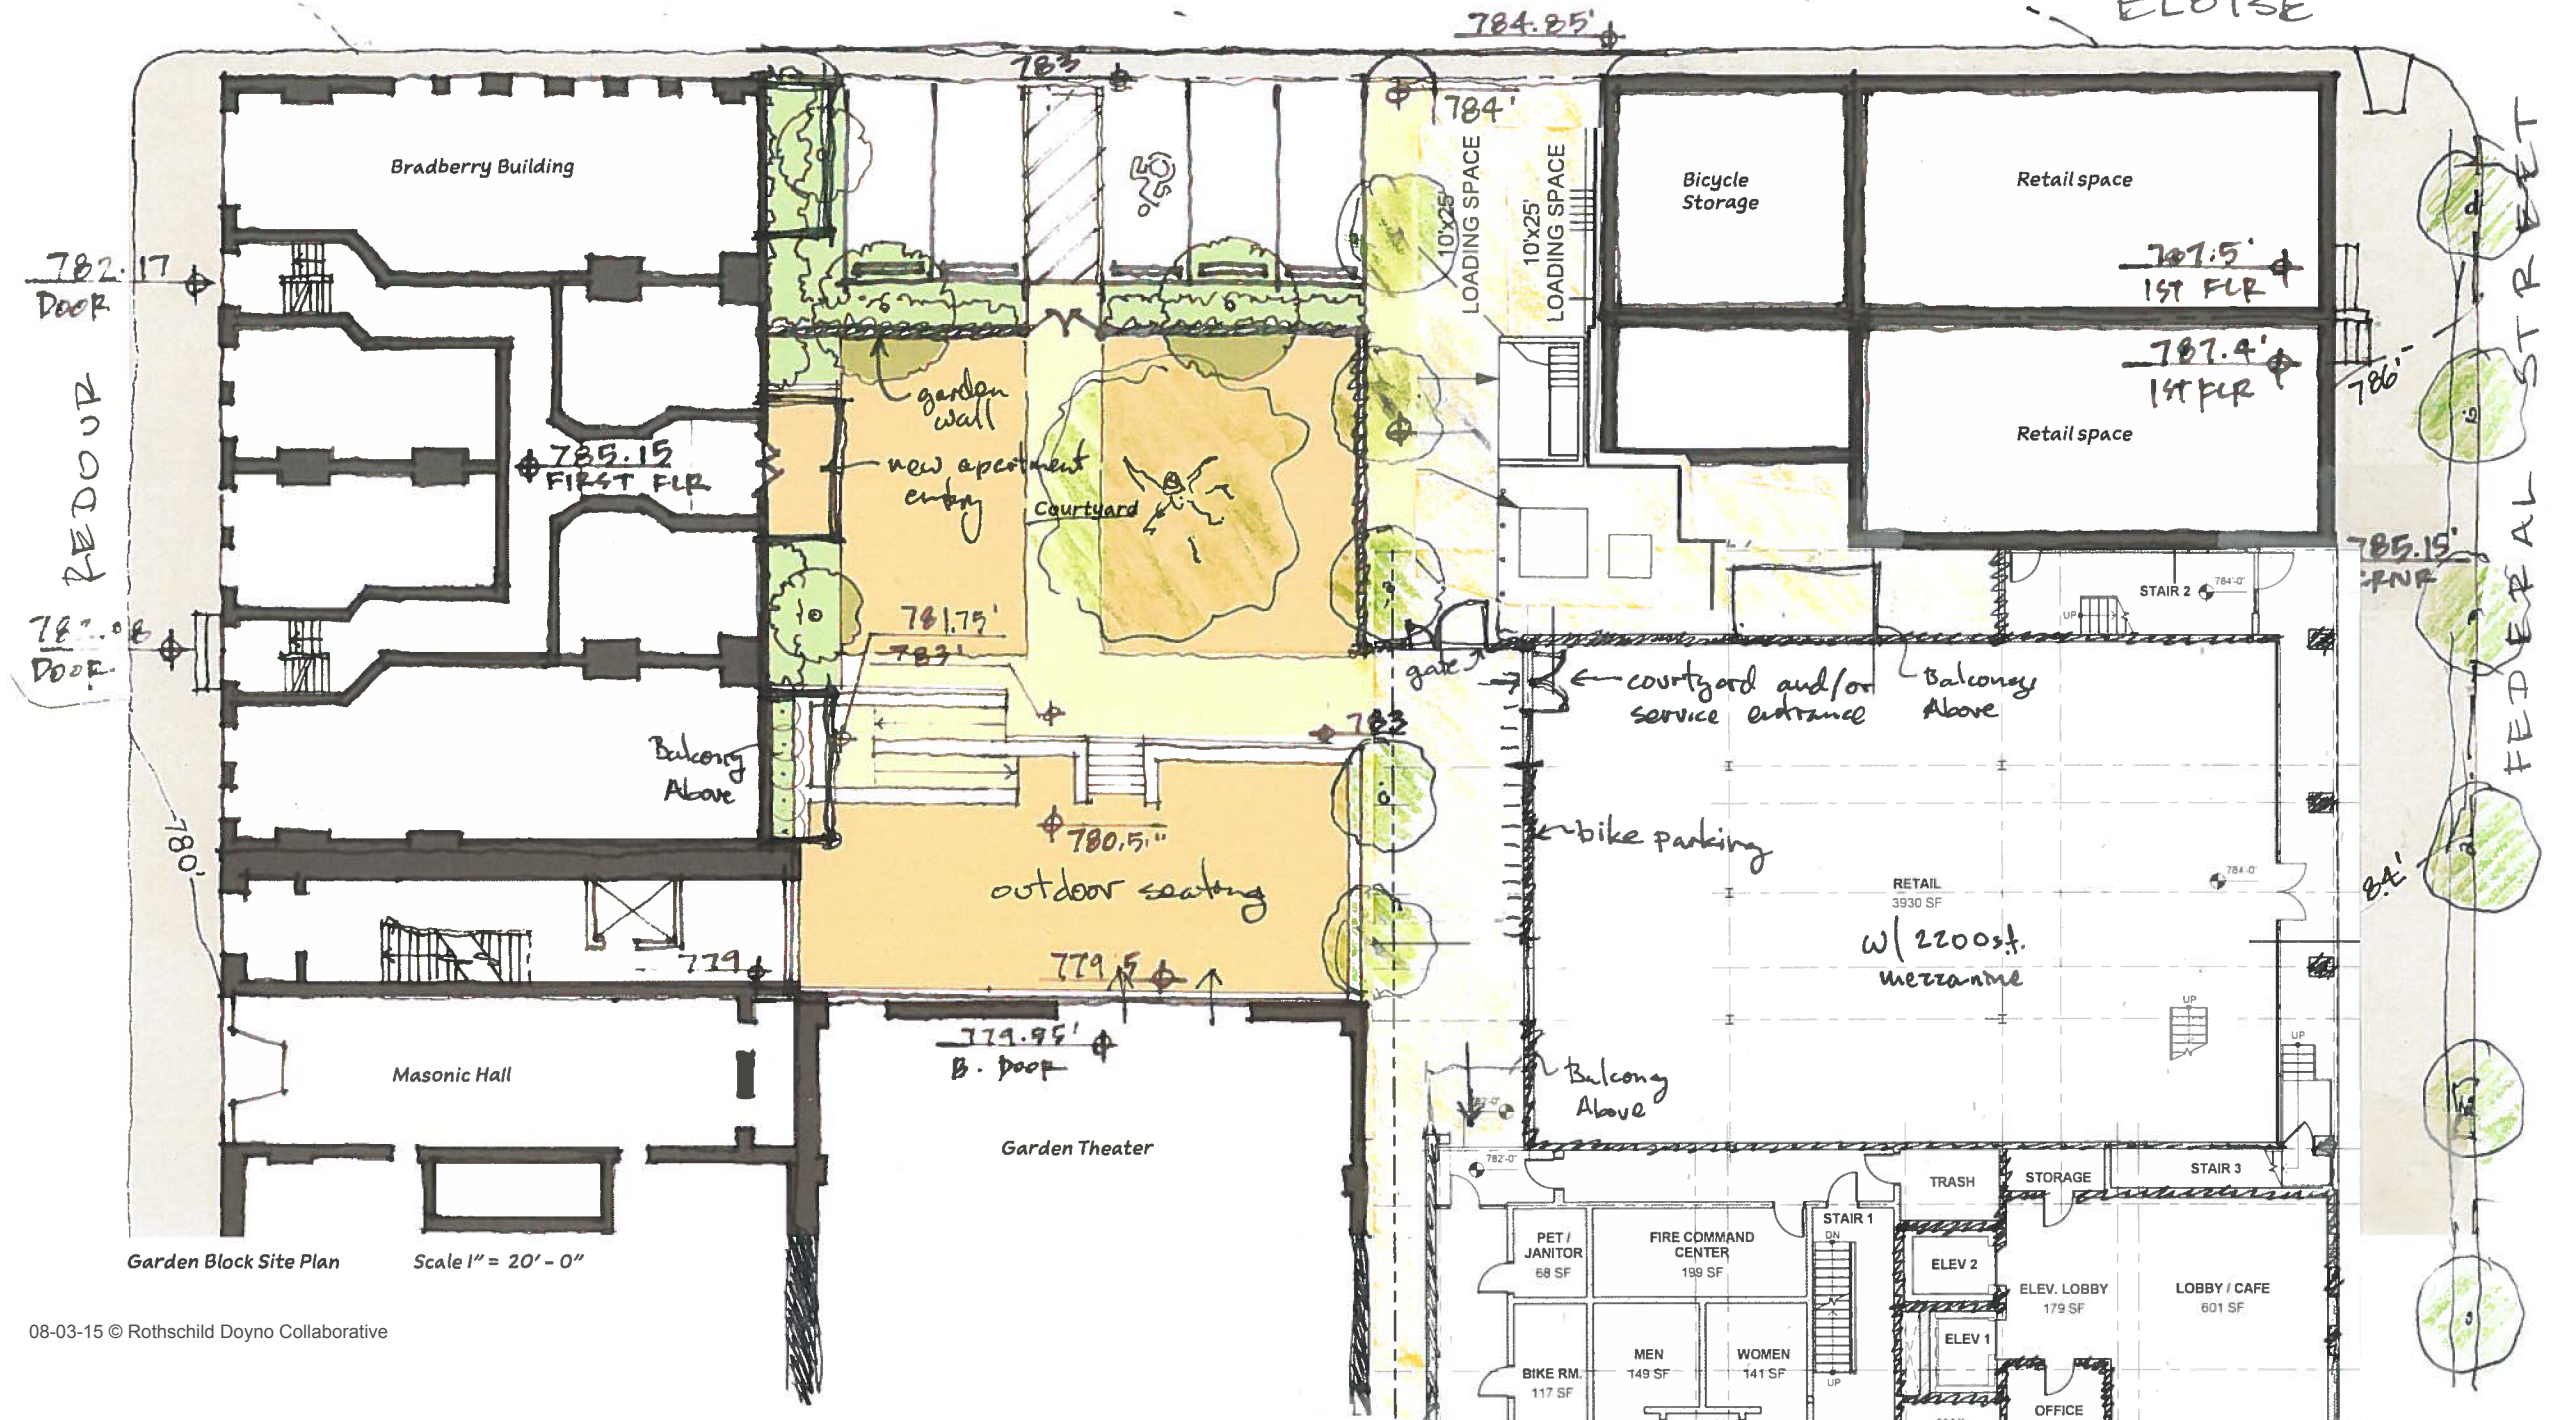 ELOISE
784.85'
783
784'
10'x25'
LOADING SPACE
10'x25'
LOADING SPACE
Bradberry Building
Bicycle
Storage
Retail space
787.5'
1ST FLR
782.17
DOOR
REDOUR
FEDERAL STREET
787.4'
1ST FLR
786'
Retail space
garden
wall
785.15
FIRST FLR
new apartment
entry
Courtyard
785.15'
STAIR 2
784'-0"
UP
781.75'
783'
DOOR
gate
courtyard and/or
service entrance
Balconys
Above
783
Balcony
Above
780'
780.5"
bike parking
outdoor seating
RETAIL
3930 SF
784'-0"
84'
w/ 2200 s.f.
mezzanine
779
779.5
UP
UP
B. DOOR
Balcony
Above
Masonic Hall
Garden Theater
782'-0"
TRASH
STORAGE
STAIR 3
STAIR 1
DN
PET /
JANITOR
68 SF
FIRE COMMAND
CENTER
199 SF
ELEV 2
ELEV. LOBBY
179 SF
LOBBY / CAFE
601 SF
Garden Block Site Plan
Scale 1" = 20' - 0"
08-03-15 © Rothschild Doyno Collaborative
ELEV 1
BIKE RM.
117 SF
MEN
149 SF
WOMEN
141 SF
UP
OFFICE